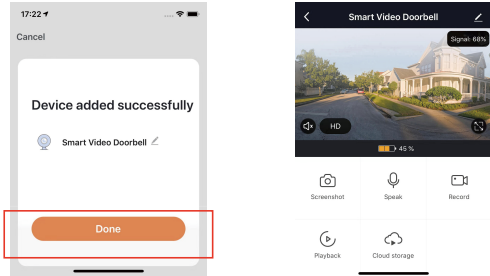 17:22
Cancel
Device added successfully
Smart Video Doorbell
Done
Smart Video Doorbell
Signal: 68%
HD
45 %
Screenshot
Speak
Record
Playback
Cloud storage